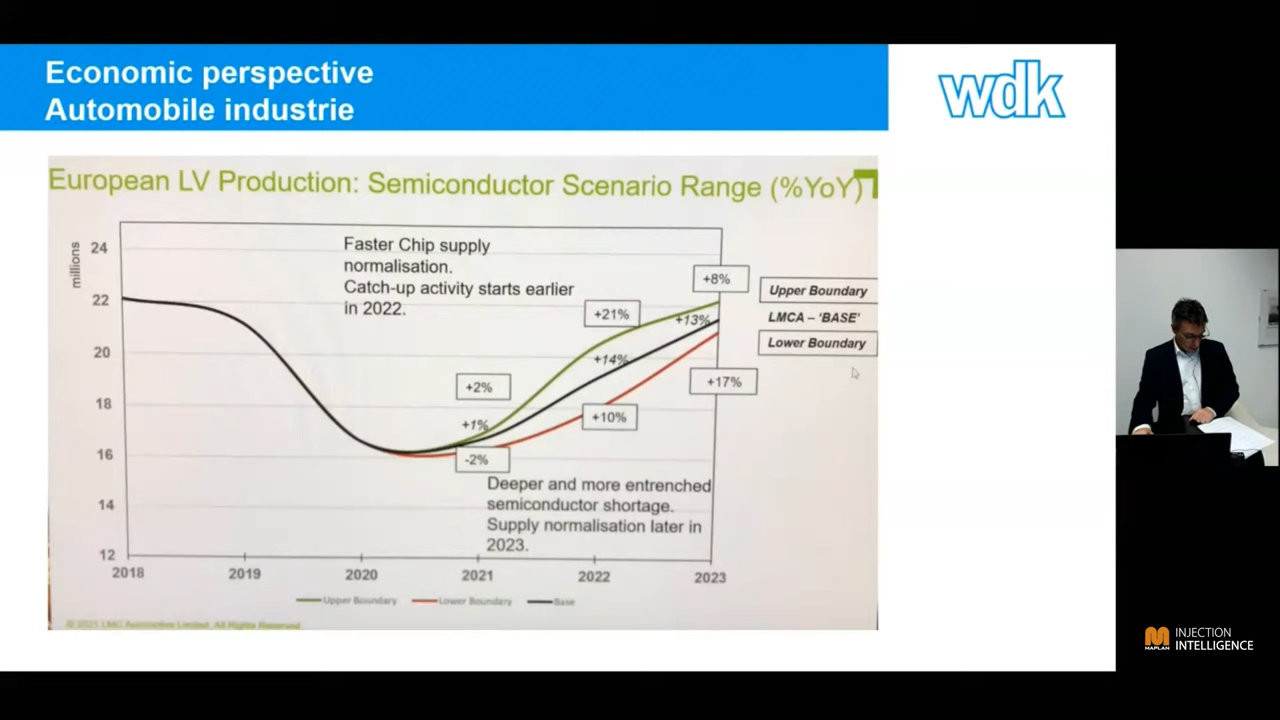 Economic perspective
Automobile industrie
wdk
European LV Production: Semiconductor Scenario Range (%YoY)
millions
24
22
20
18
16
14
12
Faster Chip supply
normalisation.
Catch-up activity starts earlier
in 2022.
+8%
+21%
+13%
+14%
+2%
+17%
+1%
+10%
-2%
Upper Boundary
LMCA – ‘BASE’
Lower Boundary
Deeper and more entrenched
semiconductor shortage.
Supply normalisation later in
2023.
2018 2019 2020 2021 2022 2023
Upper Boundary Lower Boundary Base
© 2021 LMC Automotive Limited. All Rights Reserved.
MAPLAN
INJECTION
INTELLIGENCE